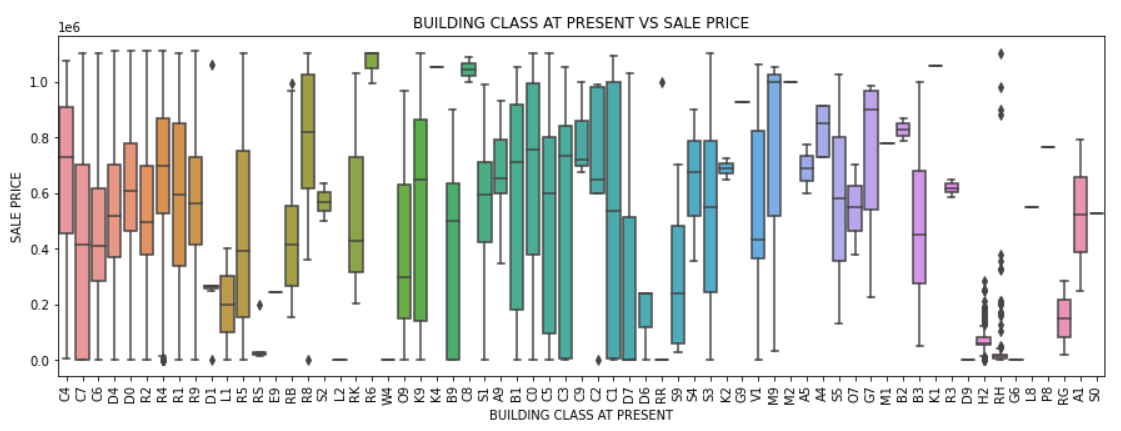 BUILDING CLASS AT PRESENT VS SALE PRICE
1e6
1.0
0.8
0.6
0.4
0.2
0.0
SALE PRICE
C4 C7 C6 D4 D0 R2 R4 R1 R9 D1 L1 R5 RS E9 RB R8 S2 L2 RK R6 W4 O9 K9 K4 B9 C8 S1 A9 B1 C0 C5 C3 C9 C2 C1 D7 D6 RR S9 S4 S3 K2 G9 V1 M9 M2 A5 A4 S5 O7 G7 M1 B2 B3 K1 R3 D9 H2 RH G6 L8 P8 RG A1 S0
BUILDING CLASS AT PRESENT